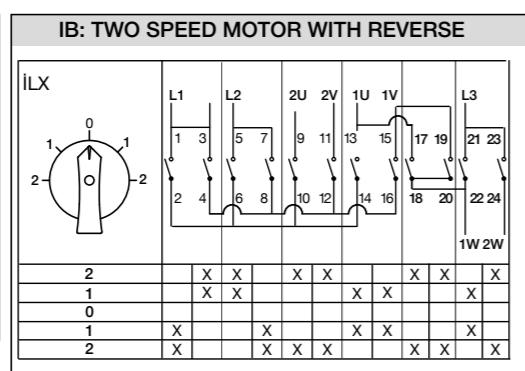 IB: TWO SPEED MOTOR WITH REVERSE
İLX
L1 L2 2U 2V 1U 1V L3
0
1 1
2 2
1 3 5 7 9 11 13 15 17 19 21 23
2 4 6 8 10 12 14 16 18 20 22 24
1W 2W
2 X X X X X X X
1 X X X X X
0
1 X X X X X
2 X X X X X X X